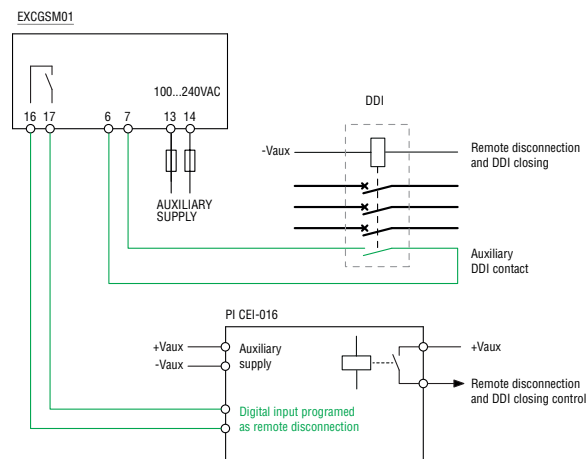 EXCGSM01
100...240VAC
16 17 6 7 13 14
AUXILIARY
SUPPLY
DDI
-Vaux
Remote disconnection
and DDI closing
Auxiliary
DDI contact
PI CEI-016
+Vaux
-Vaux
Auxiliary
supply
+Vaux
Remote disconnection
and DDI closing control
Digital input programed
as remote disconnection